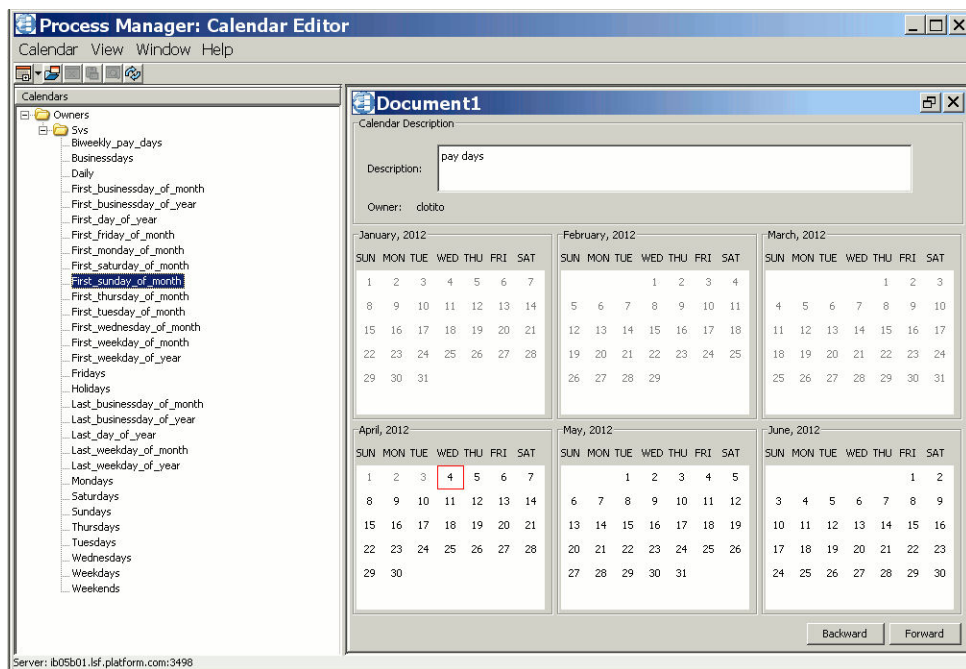 Process Manager: Calendar Editor
Calendar View Window Help
Calendars
Owners
Sys
Biweekly_pay_days
Businessdays
Daily
First_businessday_of_month
First_businessday_of_year
First_day_of_year
First_friday_of_month
First_monday_of_month
First_saturday_of_month
First_sunday_of_month
First_thursday_of_month
First_tuesday_of_month
First_wednesday_of_month
First_weekday_of_month
First_weekday_of_year
Fridays
Holidays
Last_businessday_of_month
Last_businessday_of_year
Last_day_of_year
Last_weekday_of_month
Last_weekday_of_year
Mondays
Saturdays
Sundays
Thursdays
Tuesdays
Wednesdays
Weekdays
Weekends
Document1
Calendar Description
Description: pay days
Owner: clotito
January, 2012
SUN MON TUE WED THU FRI SAT
1 2 3 4 5 6 7
8 9 10 11 12 13 14
15 16 17 18 19 20 21
22 23 24 25 26 27 28
29 30 31
February, 2012
SUN MON TUE WED THU FRI SAT
1 2 3 4
5 6 7 8 9 10 11
12 13 14 15 16 17 18
19 20 21 22 23 24 25
26 27 28 29
March, 2012
SUN MON TUE WED THU FRI SAT
1 2 3
4 5 6 7 8 9 10
11 12 13 14 15 16 17
18 19 20 21 22 23 24
25 26 27 28 29 30 31
April, 2012
SUN MON TUE WED THU FRI SAT
1 2 3 4 5 6 7
8 9 10 11 12 13 14
15 16 17 18 19 20 21
22 23 24 25 26 27 28
29 30
May, 2012
SUN MON TUE WED THU FRI SAT
1 2 3 4 5
6 7 8 9 10 11 12
13 14 15 16 17 18 19
20 21 22 23 24 25 26
27 28 29 30 31
June, 2012
SUN MON TUE WED THU FRI SAT
1 2
3 4 5 6 7 8 9
10 11 12 13 14 15 16
17 18 19 20 21 22 23
24 25 26 27 28 29 30
Backward Forward
Server: ib05b01.lsf.platform.com:3498